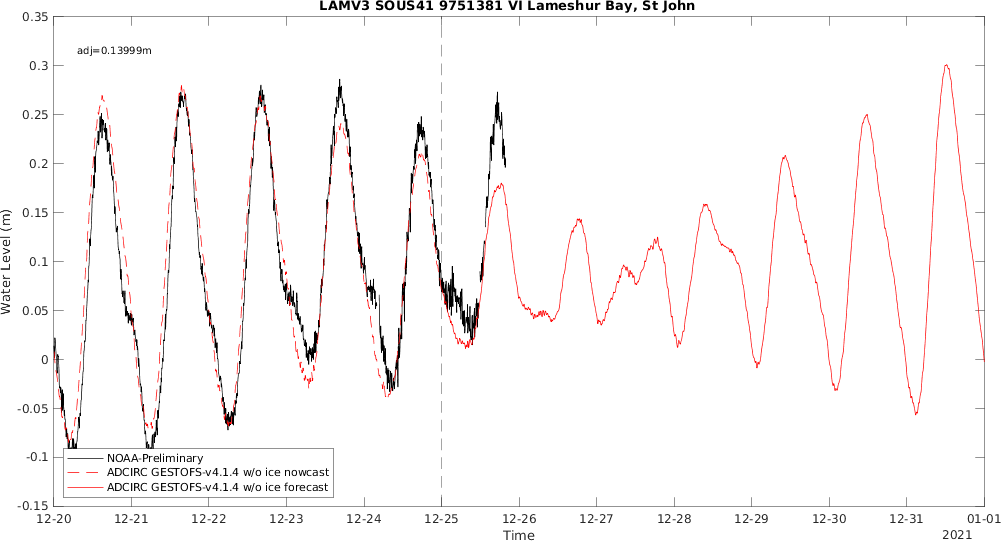 LAMV3 SOUS41 9751381 VI Lameshur Bay, St John
adj=0.13999m
0.35
0.3
0.25
0.2
0.15
0.1
0.05
0
-0.05
-0.1
-0.15
Water Level (m)
NOAA-Preliminary
ADCIRC GESTOFS-v4.1.4 w/o ice nowcast
ADCIRC GESTOFS-v4.1.4 w/o ice forecast
12-20 12-21 12-22 12-23 12-24 12-25 12-26 12-27 12-28 12-29 12-30 12-31 01-01
Time
2021